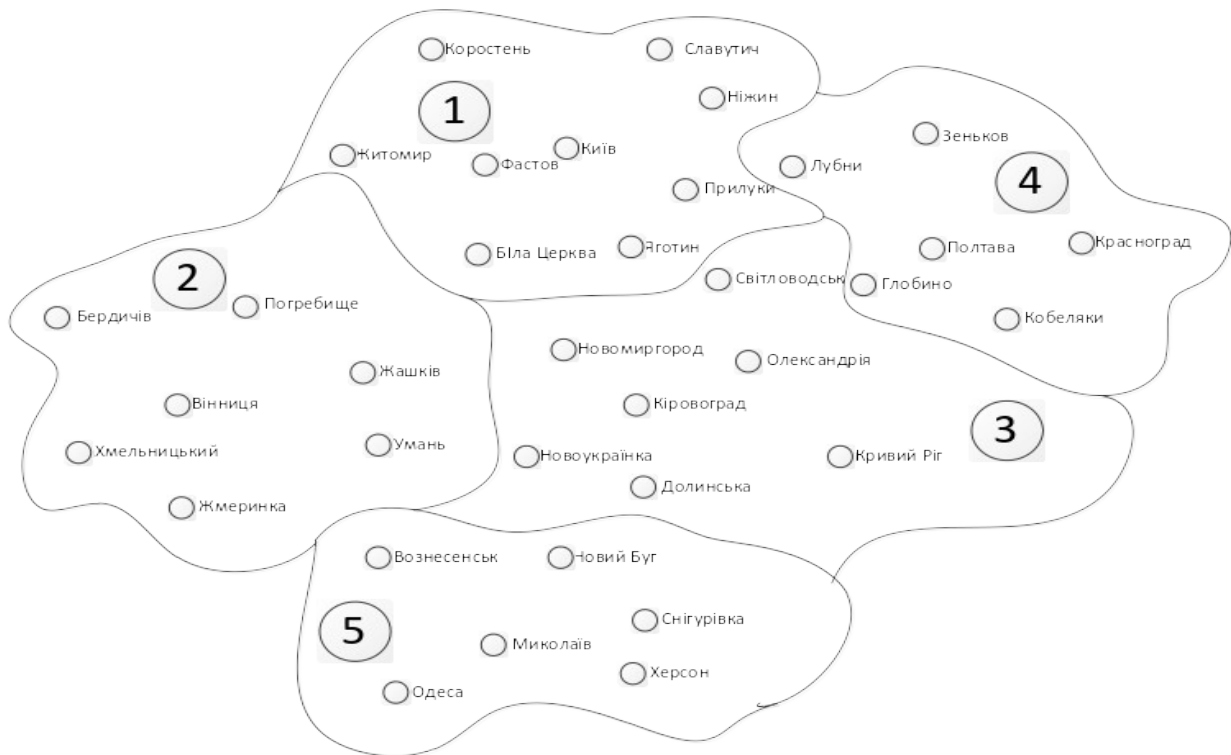 Коростень
Славутич
1
Ніжин
Житомир
Фастов
Київ
Прилуки
БІла Церква
Яготин
Зеньков
Лубни
4
Полтава
Красноград
Глобино
Кобеляки
2
Бердичів
Погребище
Жашків
Вінниця
Хмельницький
Умань
Жмеринка
Світловодськ
Новомиргород
Олександрія
Кіровоград
3
Новоукраїнка
Кривий Ріг
Долинська
Вознесенськ
Новий Буг
5
Снігурівка
Миколаїв
Херсон
Одеса